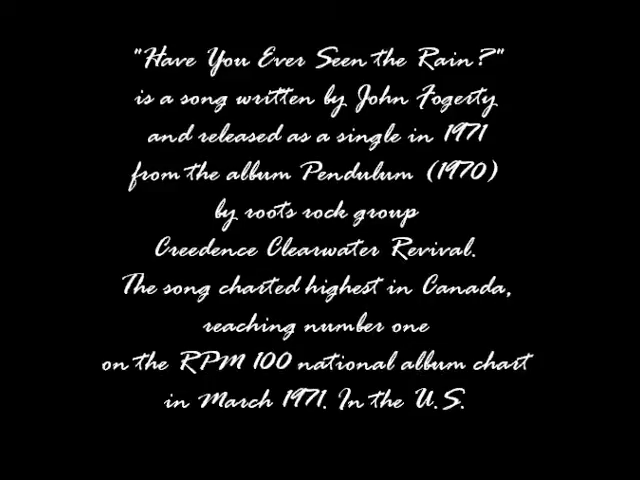 "Have You Ever Seen the Rain?"
is a song written by John Fogerty
and released as a single in 1971
from the album Pendulum (1970)
by roots rock group
Creedence Clearwater Revival.
The song charted highest in Canada,
reaching number one
on the RPM 100 national album chart
in March 1971. In the U.S.